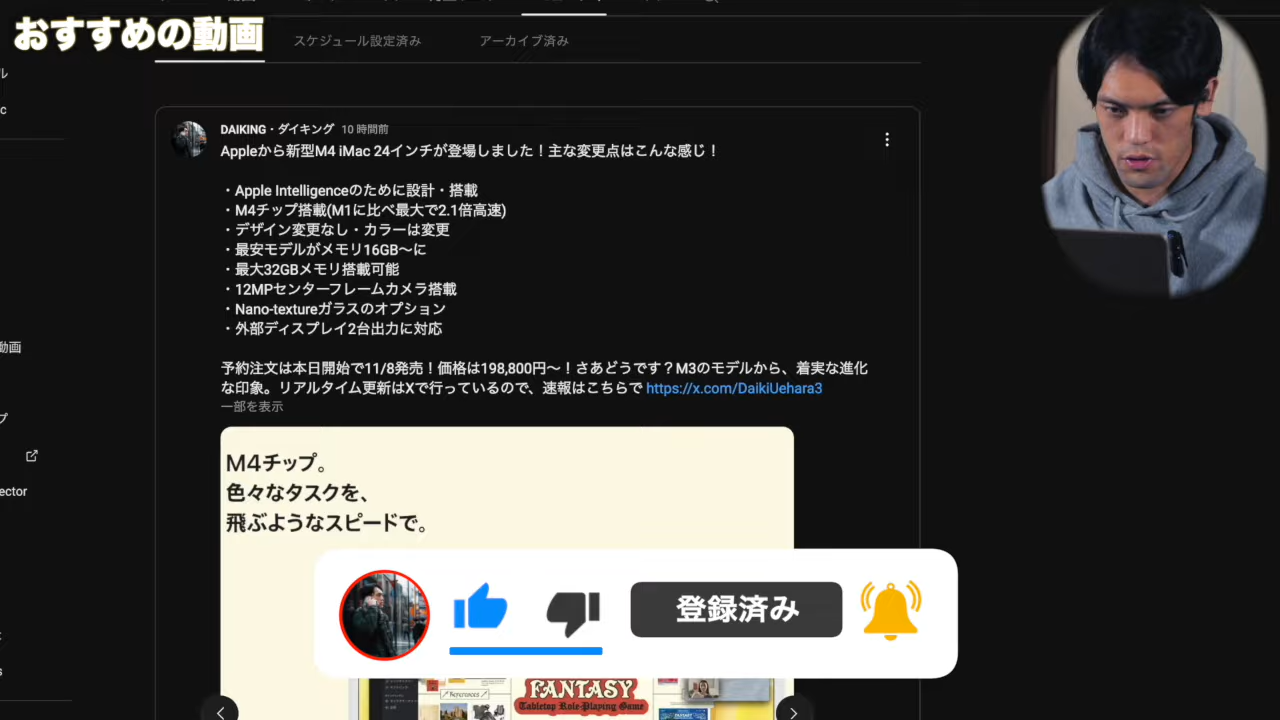 おすすめの動画
スケジュール設定済み
アーカイブ済み
ル
c
DAIKING・ダイキング 10 時間前
Appleから新型M4 iMac 24インチが登場しました！主な変更点はこんな感じ！
・Apple Intelligenceのために設計・搭載
・M4チップ搭載(M1に比べ最大で2.1倍高速)
・デザイン変更なし・カラーは変更
・最安モデルがメモリ16GB〜に
・最大32GBメモリ搭載可能
・12MPセンターフレームカメラ搭載
・Nano-textureガラスのオプション
・外部ディスプレイ2台出力に対応
動画
予約注文は本日開始で11/8発売！価格は198,800円〜！さあどうです？M3のモデルから、着実な進化
な印象。リアルタイム更新はXで行っているので、速報はこちらで https://x.com/DaikiUehara3
一部を表示
プ
ector
M4チップ。
色々なタスクを、
飛ぶようなスピードで。
登録済み
References
FANTASY
Tabletop Role-Playing Game